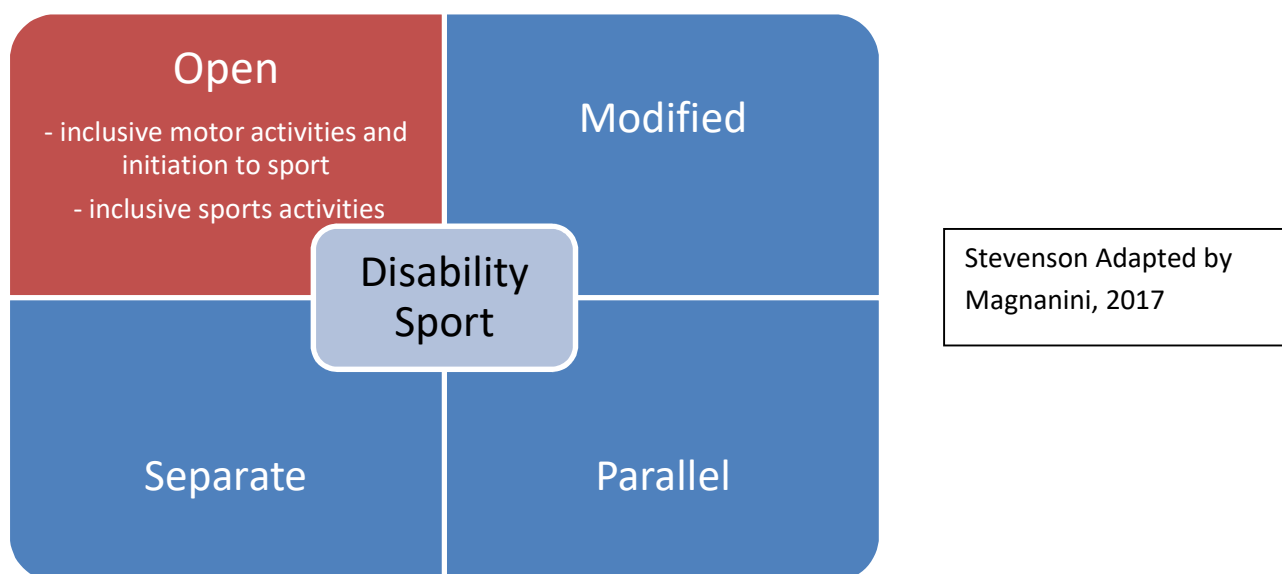 Open
- inclusive motor activities and
initiation to sport
- inclusive sports activities
Modified
Disability
Sport
Separate
Parallel
Stevenson Adapted by
Magnanini, 2017